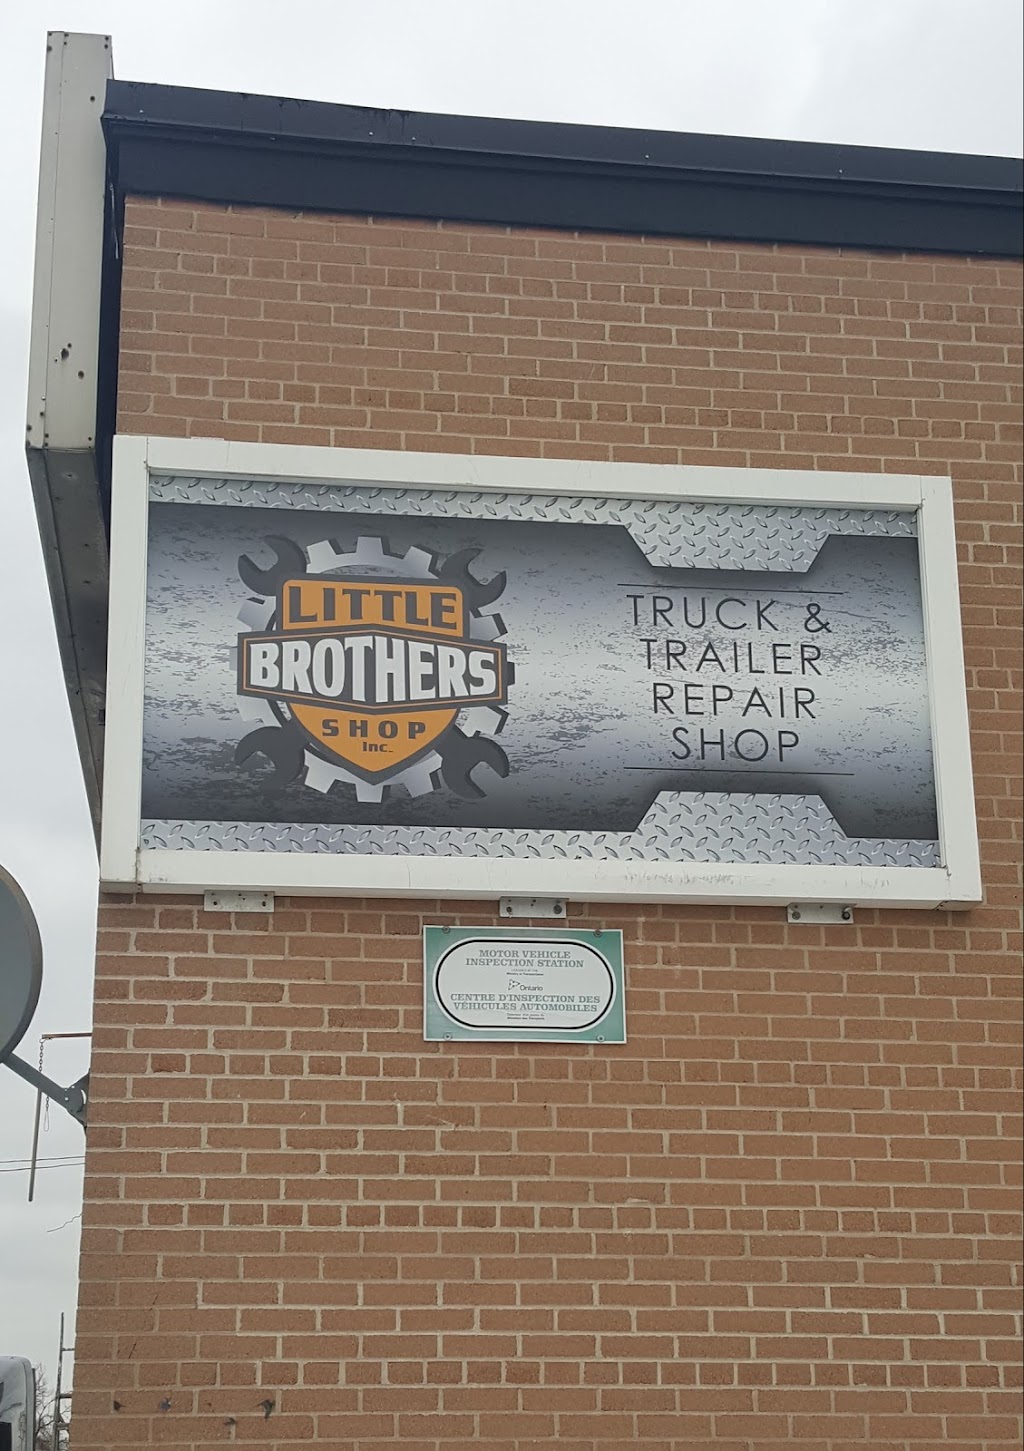 LITTLE
BROTHERS
SHOP
Inc.
TRUCK &
TRAILER
REPAIR
SHOP
MOTOR VEHICLE
INSPECTION STATION
Ontario
CENTRE D'INSPECTION DES
VÉHICULES AUTOMOBILES